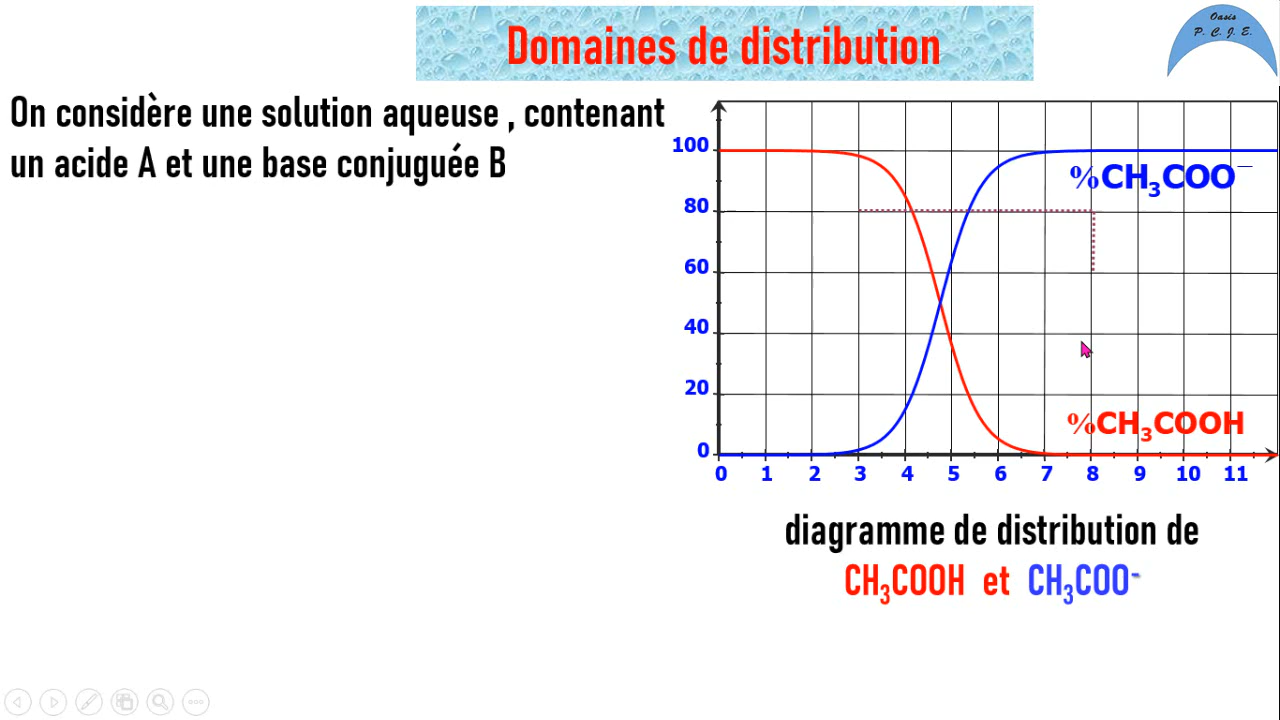 Domaines de distribution
Oasis
P. C. J. E.
On considère une solution aqueuse , contenant
un acide A et une base conjuguée B
100
80
60
40
20
0
%CH₃COO⁻
%CH₃COOH
0 1 2 3 4 5 6 7 8 9 10 11
diagramme de distribution de
CH₃COOH et CH₃COO⁻